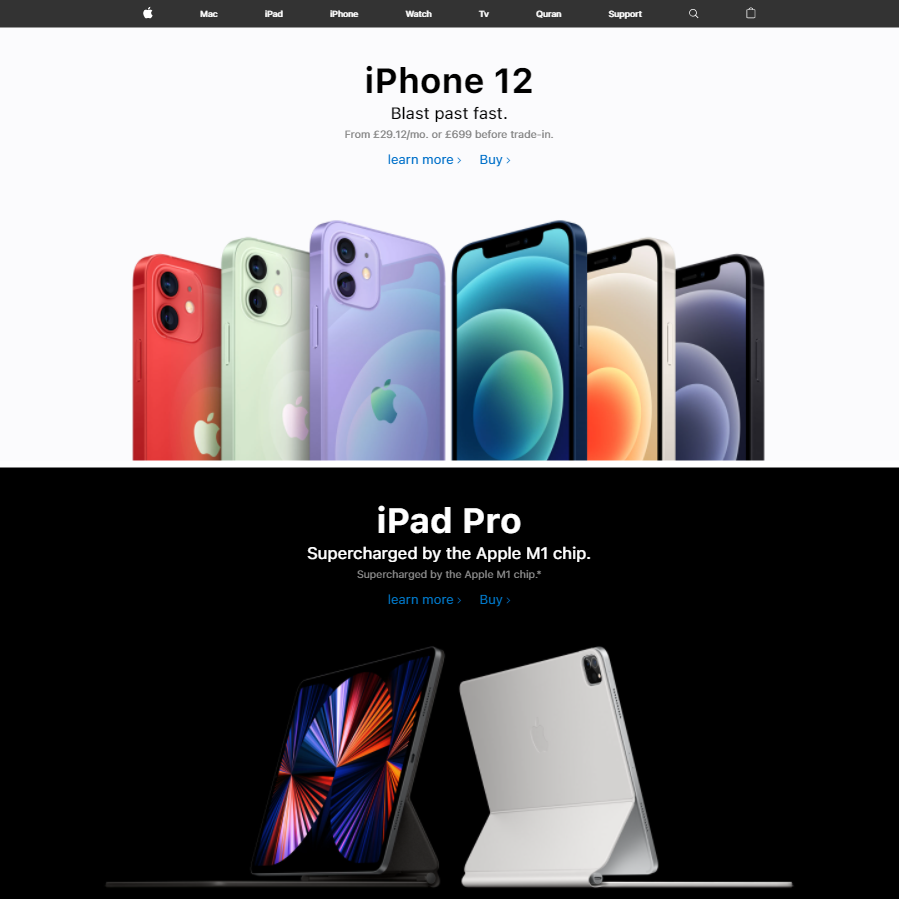 Mac iPad iPhone Watch Tv Quran Support
iPhone 12
Blast past fast.
From £29.12/mo. or £699 before trade-in.
learn more › Buy ›
iPad Pro
Supercharged by the Apple M1 chip.
Supercharged by the Apple M1 chip.*
learn more › Buy ›